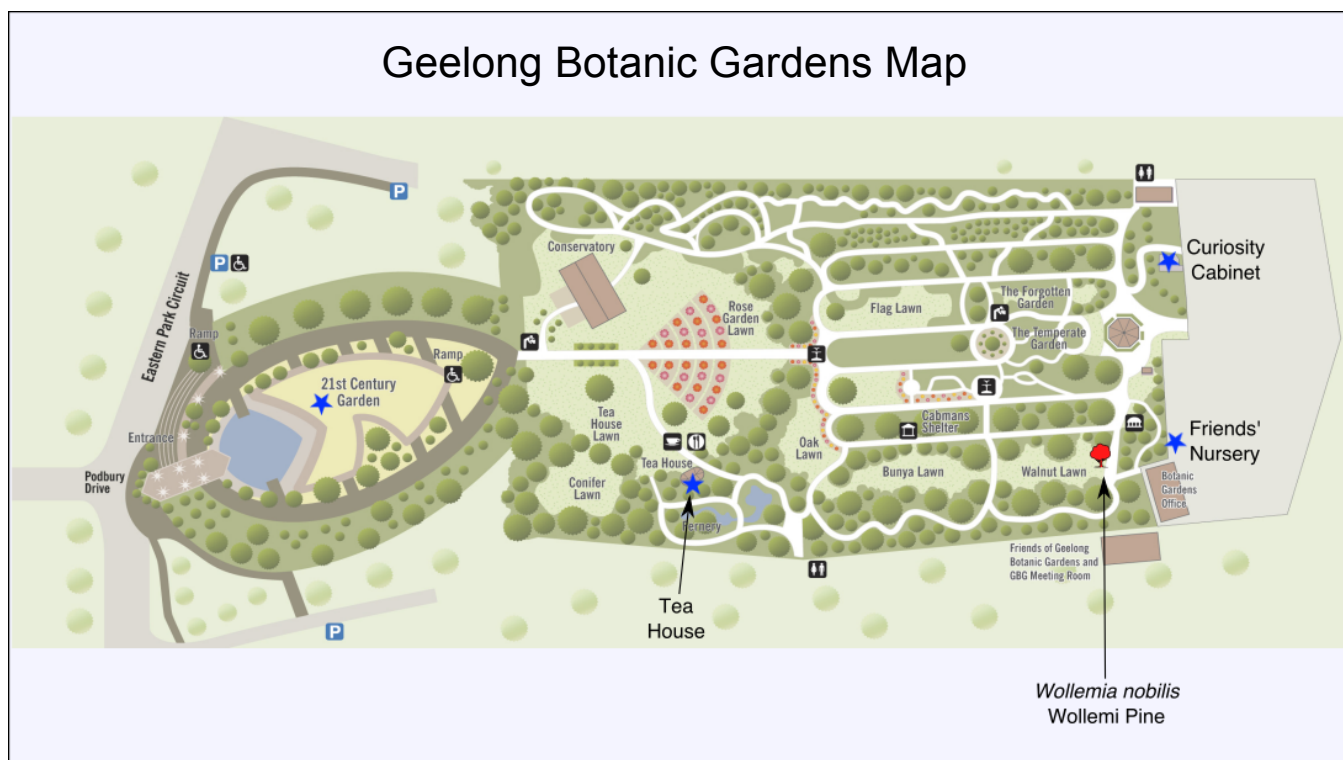 Geelong Botanic Gardens Map
P
P
Eastern Park Circuit
Ramp
21st Century
Garden
Ramp
Entrance
Podbury
Drive
P
Conservatory
Rose
Garden
Lawn
Flag Lawn
The Forgotten
Garden
The Temperate
Garden
Curiosity
Cabinet
Tea
House
Lawn
Tea House
Conifer
Lawn
Fernery
Oak
Lawn
Cabmans
Shelter
Bunya Lawn
Walnut Lawn
Friends'
Nursery
Botanic
Gardens
Office
Friends of Geelong
Botanic Gardens and
GBG Meeting Room
Tea
House
Wollemia nobilis
Wollemi Pine